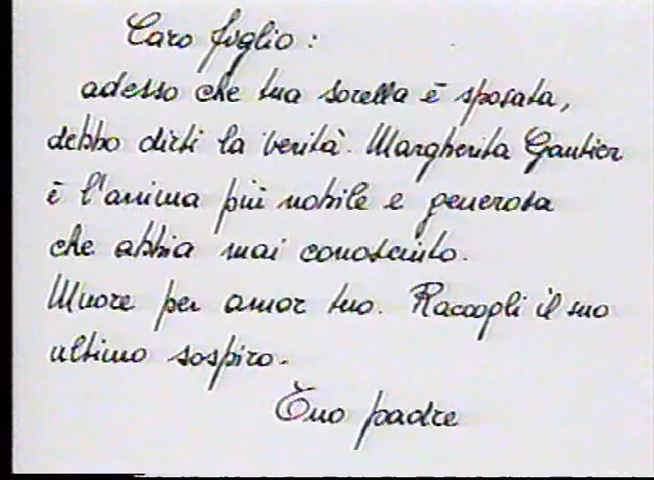 Caro figlio:
adesso che tua sorella è sposata,
debbo dirti la verità. Margherita Gautier
è l'anima più nobile e generosa
che abbia mai conosciuto.
Muore per amor tuo. Raccogli il suo
ultimo sospiro.
Tuo padre